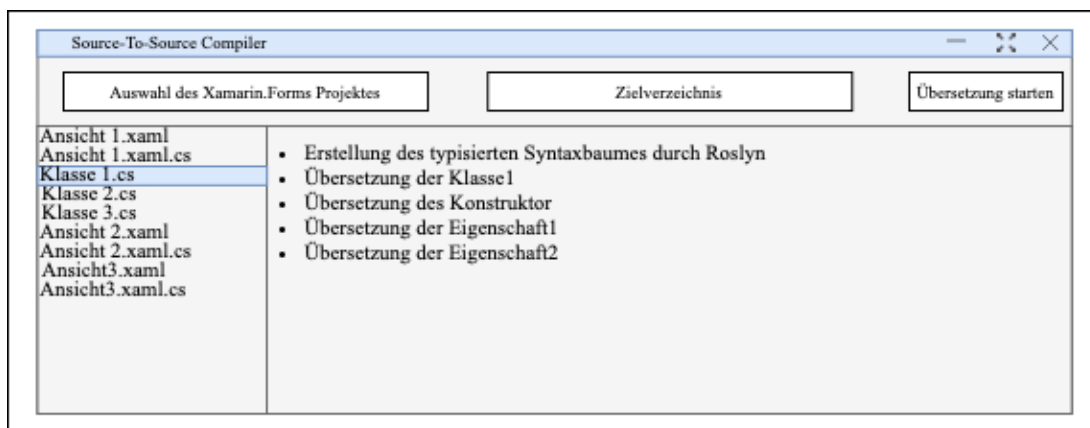 Source-To-Source Compiler
Auswahl des Xamarin.Forms Projektes
Zielverzeichnis
Übersetzung starten
Ansicht 1.xaml
Ansicht 1.xaml.cs
Klasse 1.cs
Klasse 2.cs
Klasse 3.cs
Ansicht 2.xaml
Ansicht 2.xaml.cs
Ansicht3.xaml
Ansicht3.xaml.cs
• Erstellung des typisierten Syntaxbaumes durch Roslyn
• Übersetzung der Klasse1
• Übersetzung des Konstruktor
• Übersetzung der Eigenschaft1
• Übersetzung der Eigenschaft2